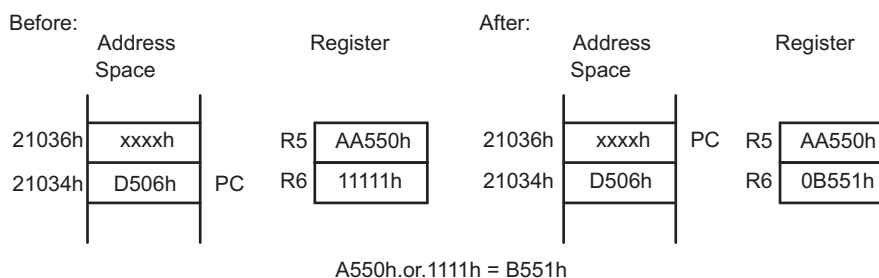 Before:
Address
Space
Register
21036h xxxxh R5 AA550h
21034h D506h PC R6 11111h
After:
Address
Space
Register
21036h xxxxh PC R5 AA550h
21034h D506h R6 0B551h
A550h.or.1111h = B551h